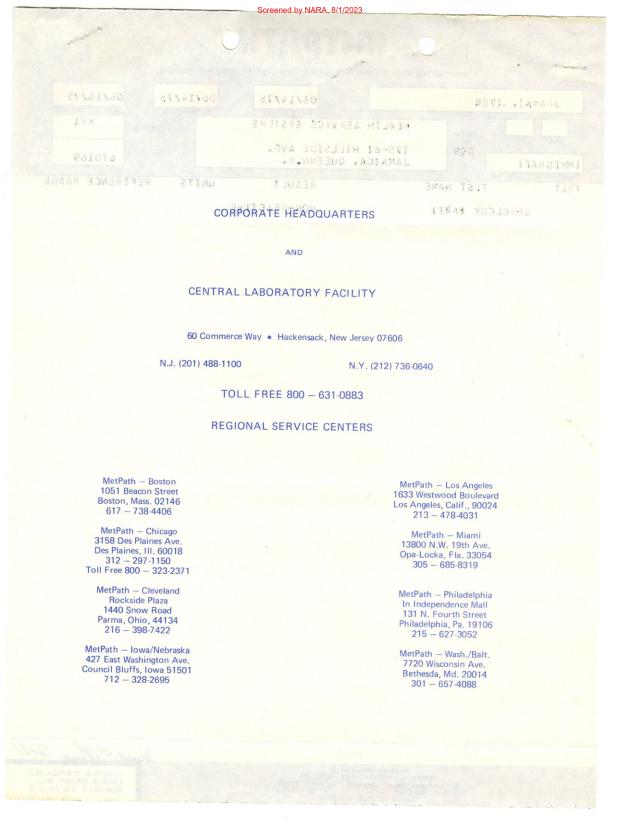 Screened by NARA, 8/1/2023
CORPORATE HEADQUARTERS
AND
CENTRAL LABORATORY FACILITY
60 Commerce Way • Hackensack, New Jersey 07606
N.J. (201) 488-1100 N.Y. (212) 736-0640
TOLL FREE 800 — 631-0883
REGIONAL SERVICE CENTERS
MetPath — Boston
1051 Beacon Street
Boston, Mass. 02146
617 — 738-4406
MetPath — Chicago
3158 Des Plaines Ave.
Des Plaines, Ill. 60018
312 — 297-1150
Toll Free 800 — 323-2371
MetPath — Cleveland
Rockside Plaza
1440 Snow Road
Parma, Ohio, 44134
216 — 398-7422
MetPath — Iowa/Nebraska
427 East Washington Ave.
Council Bluffs, Iowa 51501
712 — 328-2695
MetPath — Los Angeles
1633 Westwood Boulevard
Los Angeles, Calif., 90024
213 — 478-4031
MetPath — Miami
13800 N.W. 19th Ave.
Opa-Locka, Fla. 33054
305 — 685-8319
MetPath — Philadelphia
In Independence Mall
131 N. Fourth Street
Philadelphia, Pa. 19106
215 — 627-3052
MetPath — Wash./Balt.
7720 Wisconsin Ave.
Bethesda, Md. 20014
301 — 657-4088